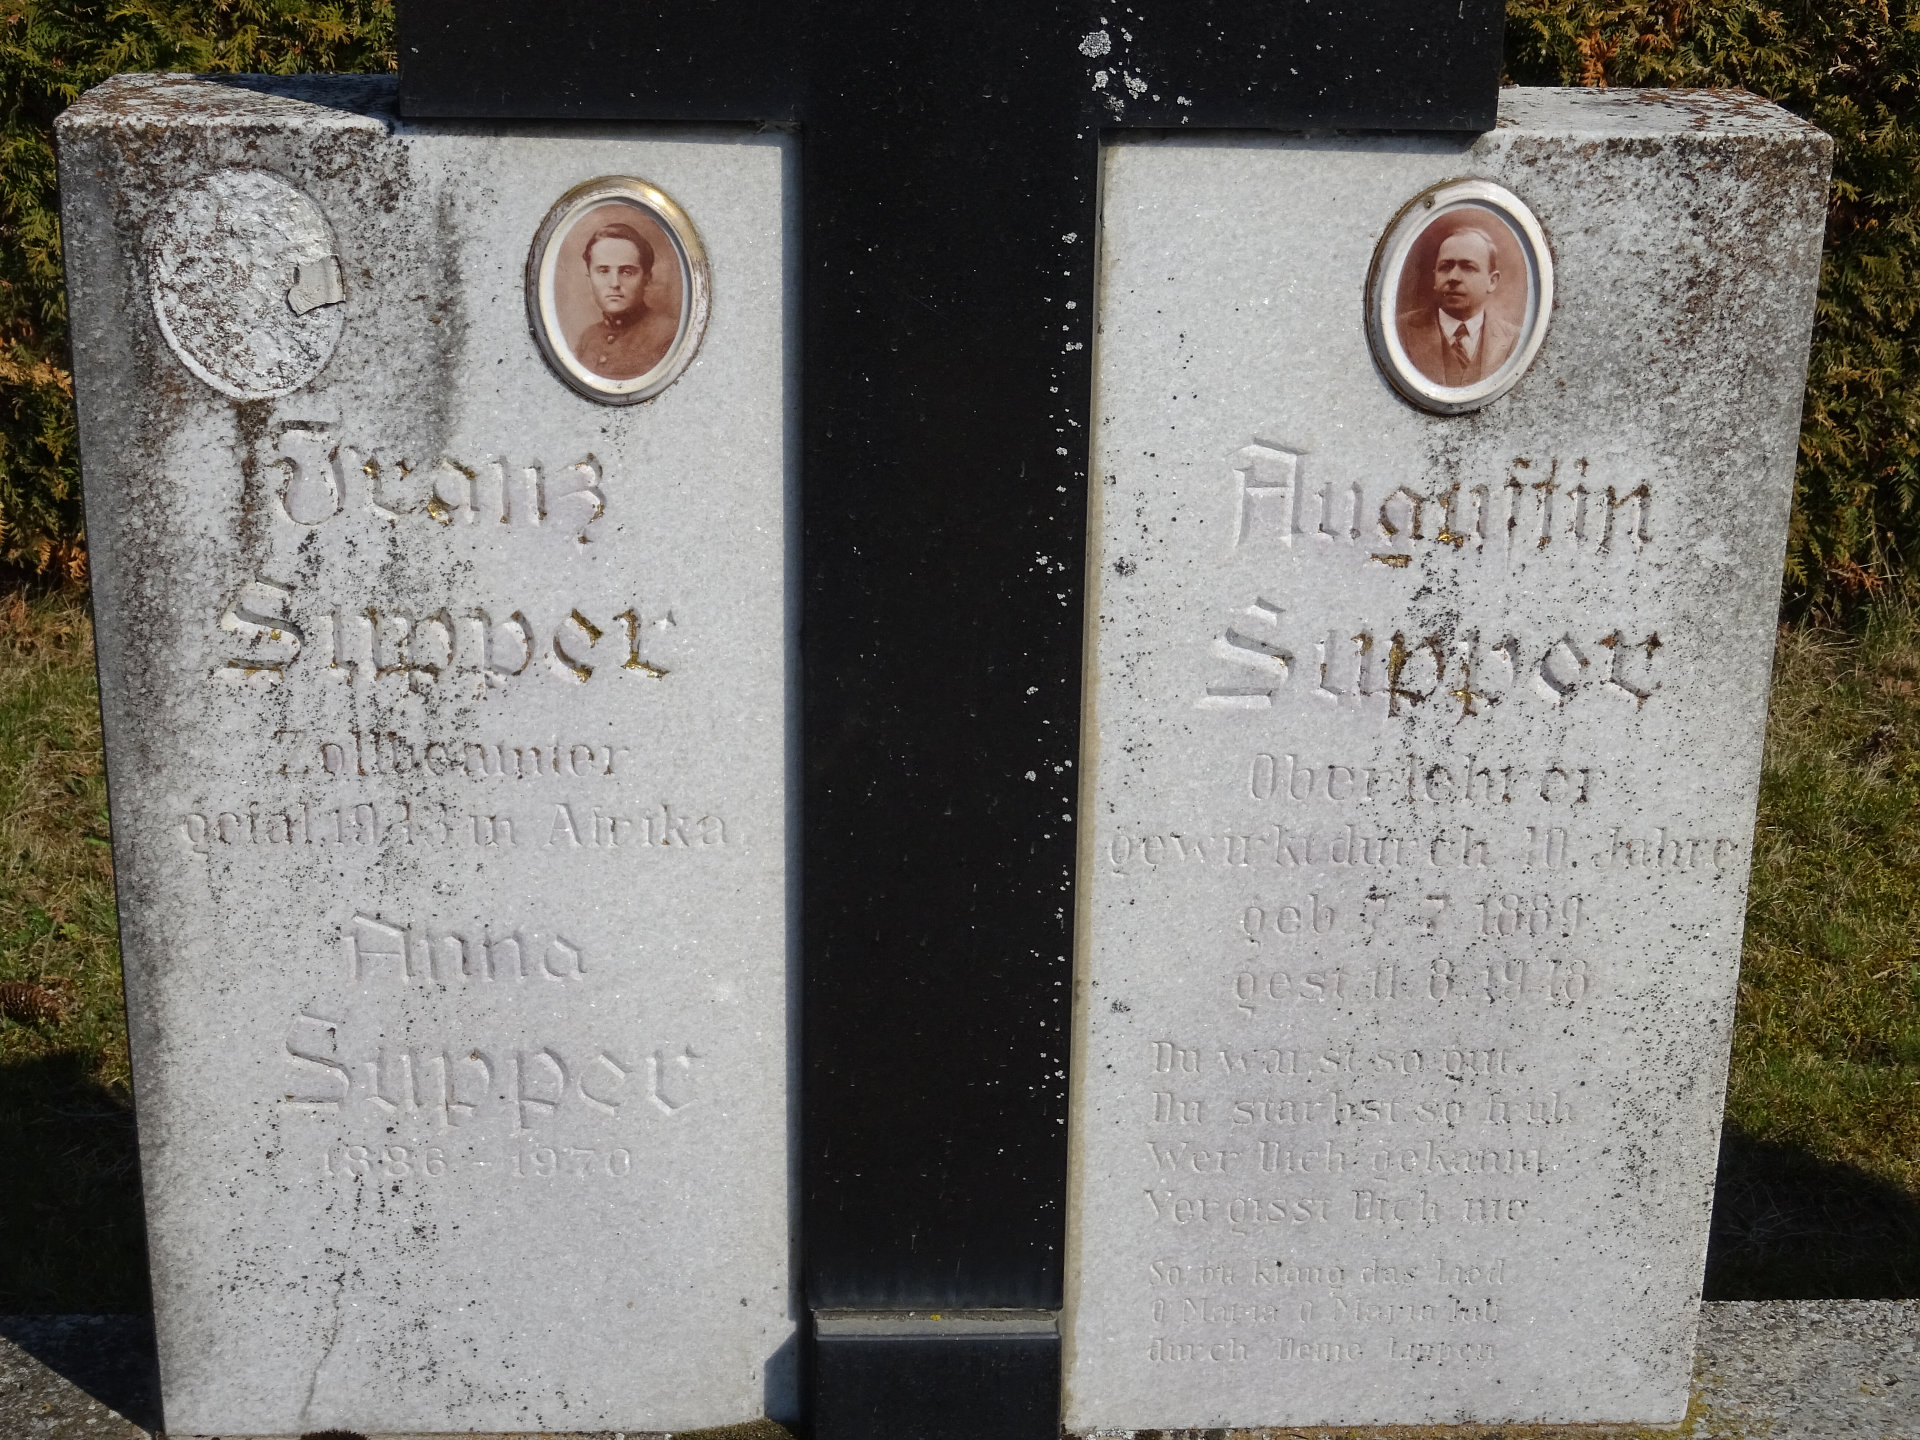 Franz
Supper
Zollbeamter
gefal. 1943 in Afrika
Anna
Supper
1886 - 1970
Augustin
Supper
Oberlehrer
gewirkt durch 40 Jahre
geb 7. 7. 1889
gest 11. 8. 1948
Du warst so gut
Du starbst so früh
Wer Dich gekannt
Vergisst Dich nie
So oft klang das Lied
O Maria O Maria hilf
durch Deine Lippen